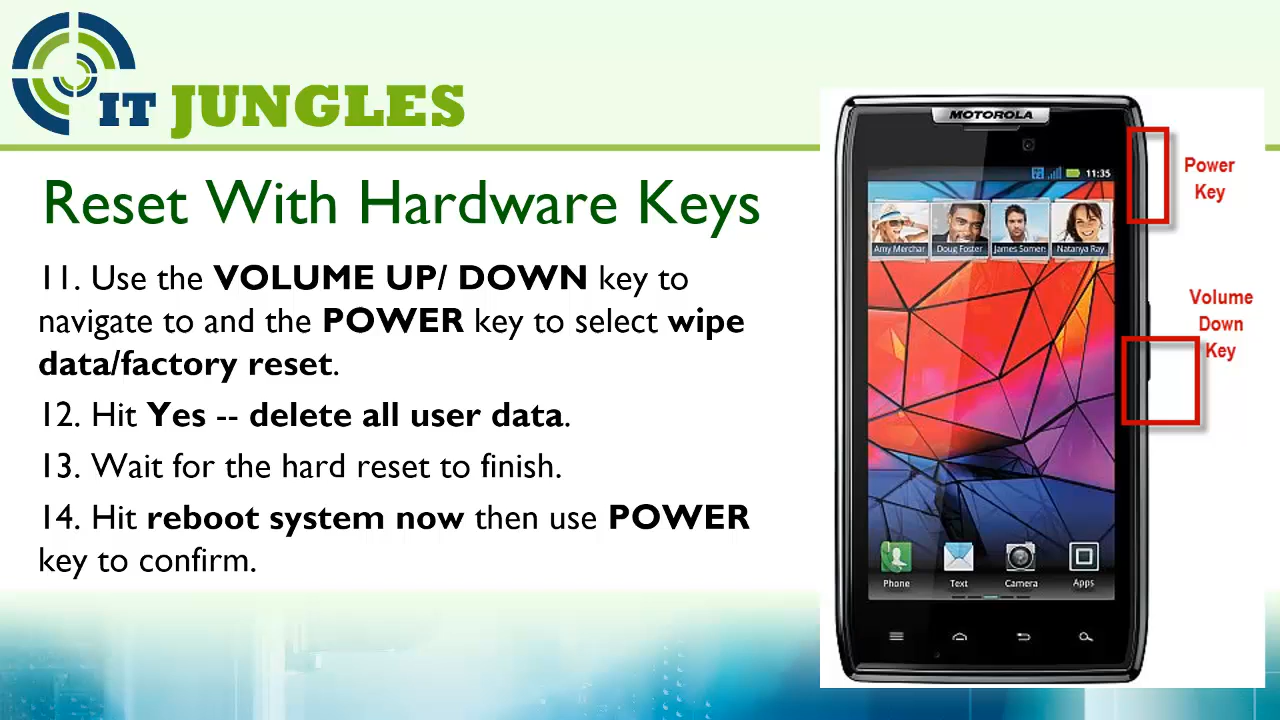 IT JUNGLES
Reset With Hardware Keys
11. Use the VOLUME UP/ DOWN key to
navigate to and the POWER key to select wipe
data/factory reset.
12. Hit Yes -- delete all user data.
13. Wait for the hard reset to finish.
14. Hit reboot system now then use POWER
key to confirm.
MOTOROLA
11:35
Amy Merchar
Doug Foster
James Somers
Natanya Ray
Phone
Text
Camera
Apps
Power
Key
Volume
Down
Key